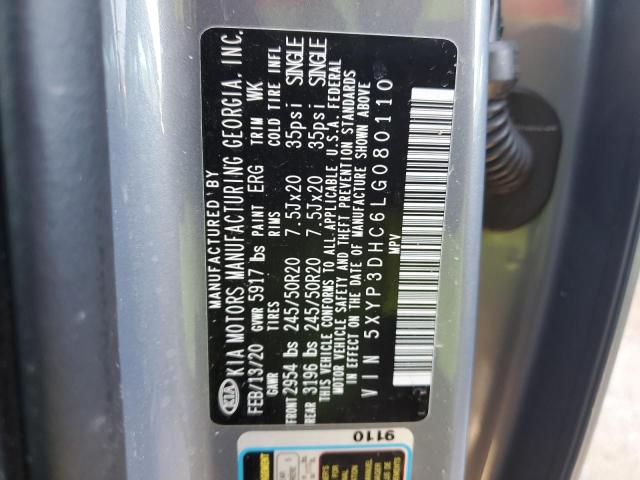 MANUFACTURED BY
KIA KIA MOTORS MANUFACTURING GEORGIA, INC.
FEB/13/20 GVWR 5917 lbs PAINT ERG TRIM WK
GAWR TIRES RIMS COLD TIRE INFL
FRONT 2954 lbs 245/50R20 7.5Jx20 35psi SINGLE
REAR 3196 lbs 245/50R20 7.5Jx20 35psi SINGLE
THIS VEHICLE CONFORMS TO ALL APPLICABLE U.S.A. FEDERAL
MOTOR VEHICLE SAFETY AND THEFT PREVENTION STANDARDS
IN EFFECT ON THE DATE OF MANUFACTURE SHOWN ABOVE
VIN 5XYP3DHC6LG080110
MPV
9110